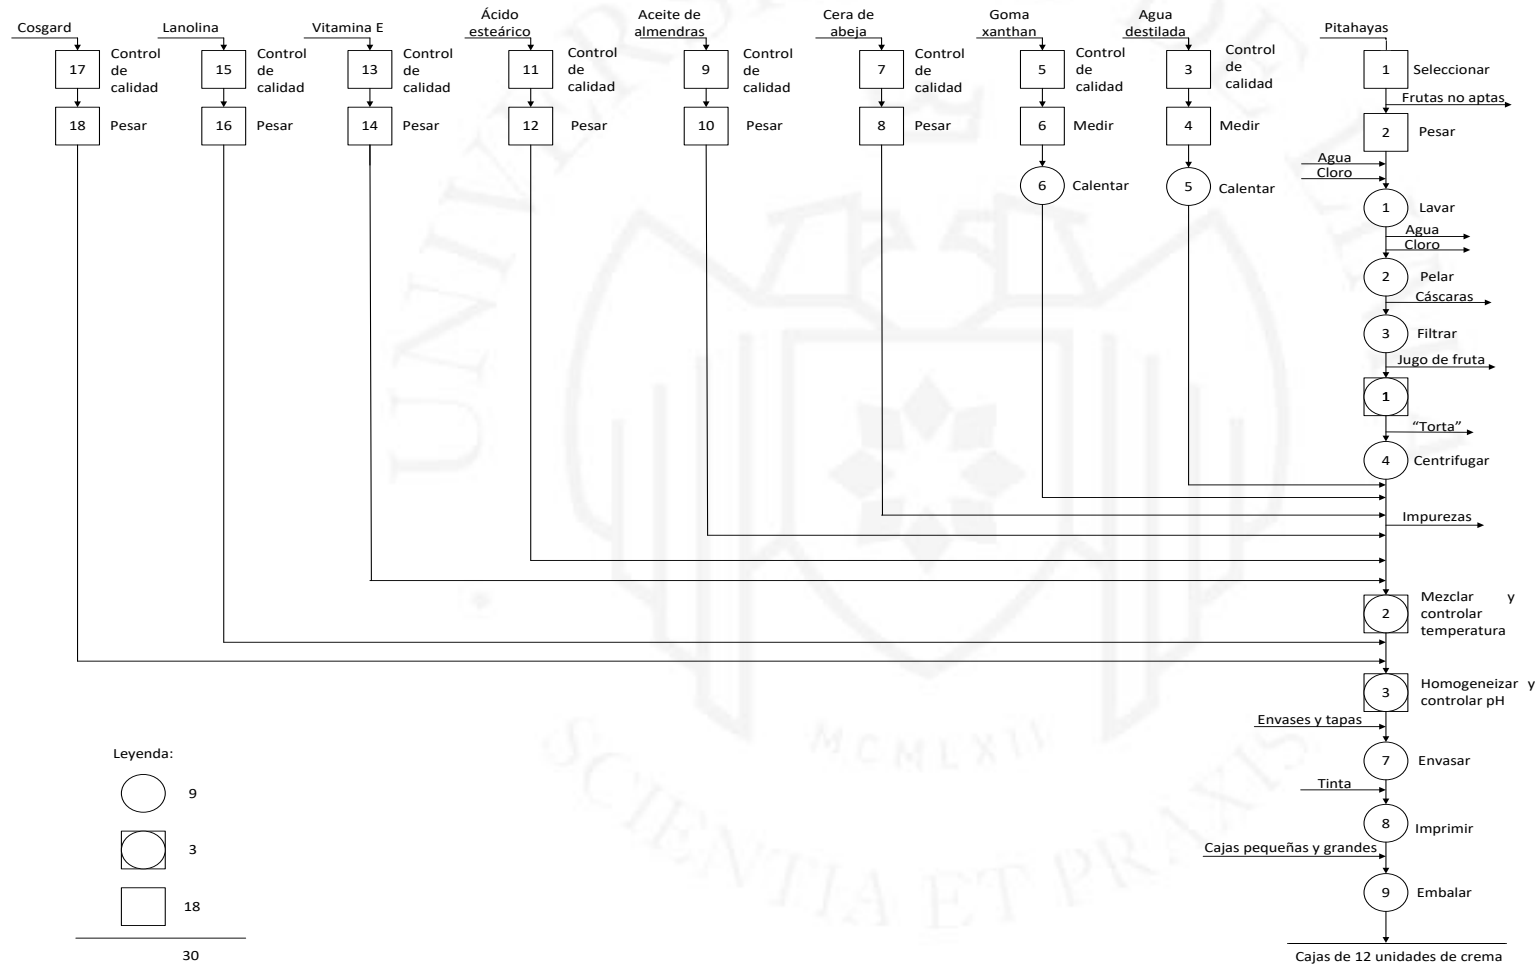 Cosgard
Lanolina
Vitamina E
Ácido
esteárico
Aceite de
almendras
Cera de
abeja
Goma
xanthan
Agua
destilada
Pitahayas
17
Control
de
calidad
15
Control
de
calidad
13
Control
de
calidad
11
Control
de
calidad
9
Control
de
calidad
7
Control
de
calidad
5
Control
de
calidad
3
Control
de
calidad
1
Seleccionar
Frutas no aptas
18
Pesar
16
Pesar
14
Pesar
12
Pesar
10
Pesar
8
Pesar
6
Medir
4
Medir
2
Pesar
Agua
Cloro
6
Calentar
5
Calentar
1
Lavar
Agua
Cloro
2
Pelar
Cáscaras
3
Filtrar
Jugo de fruta
1
“Torta”
4
Centrifugar
Impurezas
2
Mezclar y
controlar
temperatura
3
Homogeneizar y
controlar pH
Envases y tapas
7
Envasar
Tinta
8
Imprimir
Cajas pequeñas y grandes
9
Embalar
Cajas de 12 unidades de crema
Leyenda:
9
3
18
30
MCMLXII
SCIENTIA ET PRAXIS